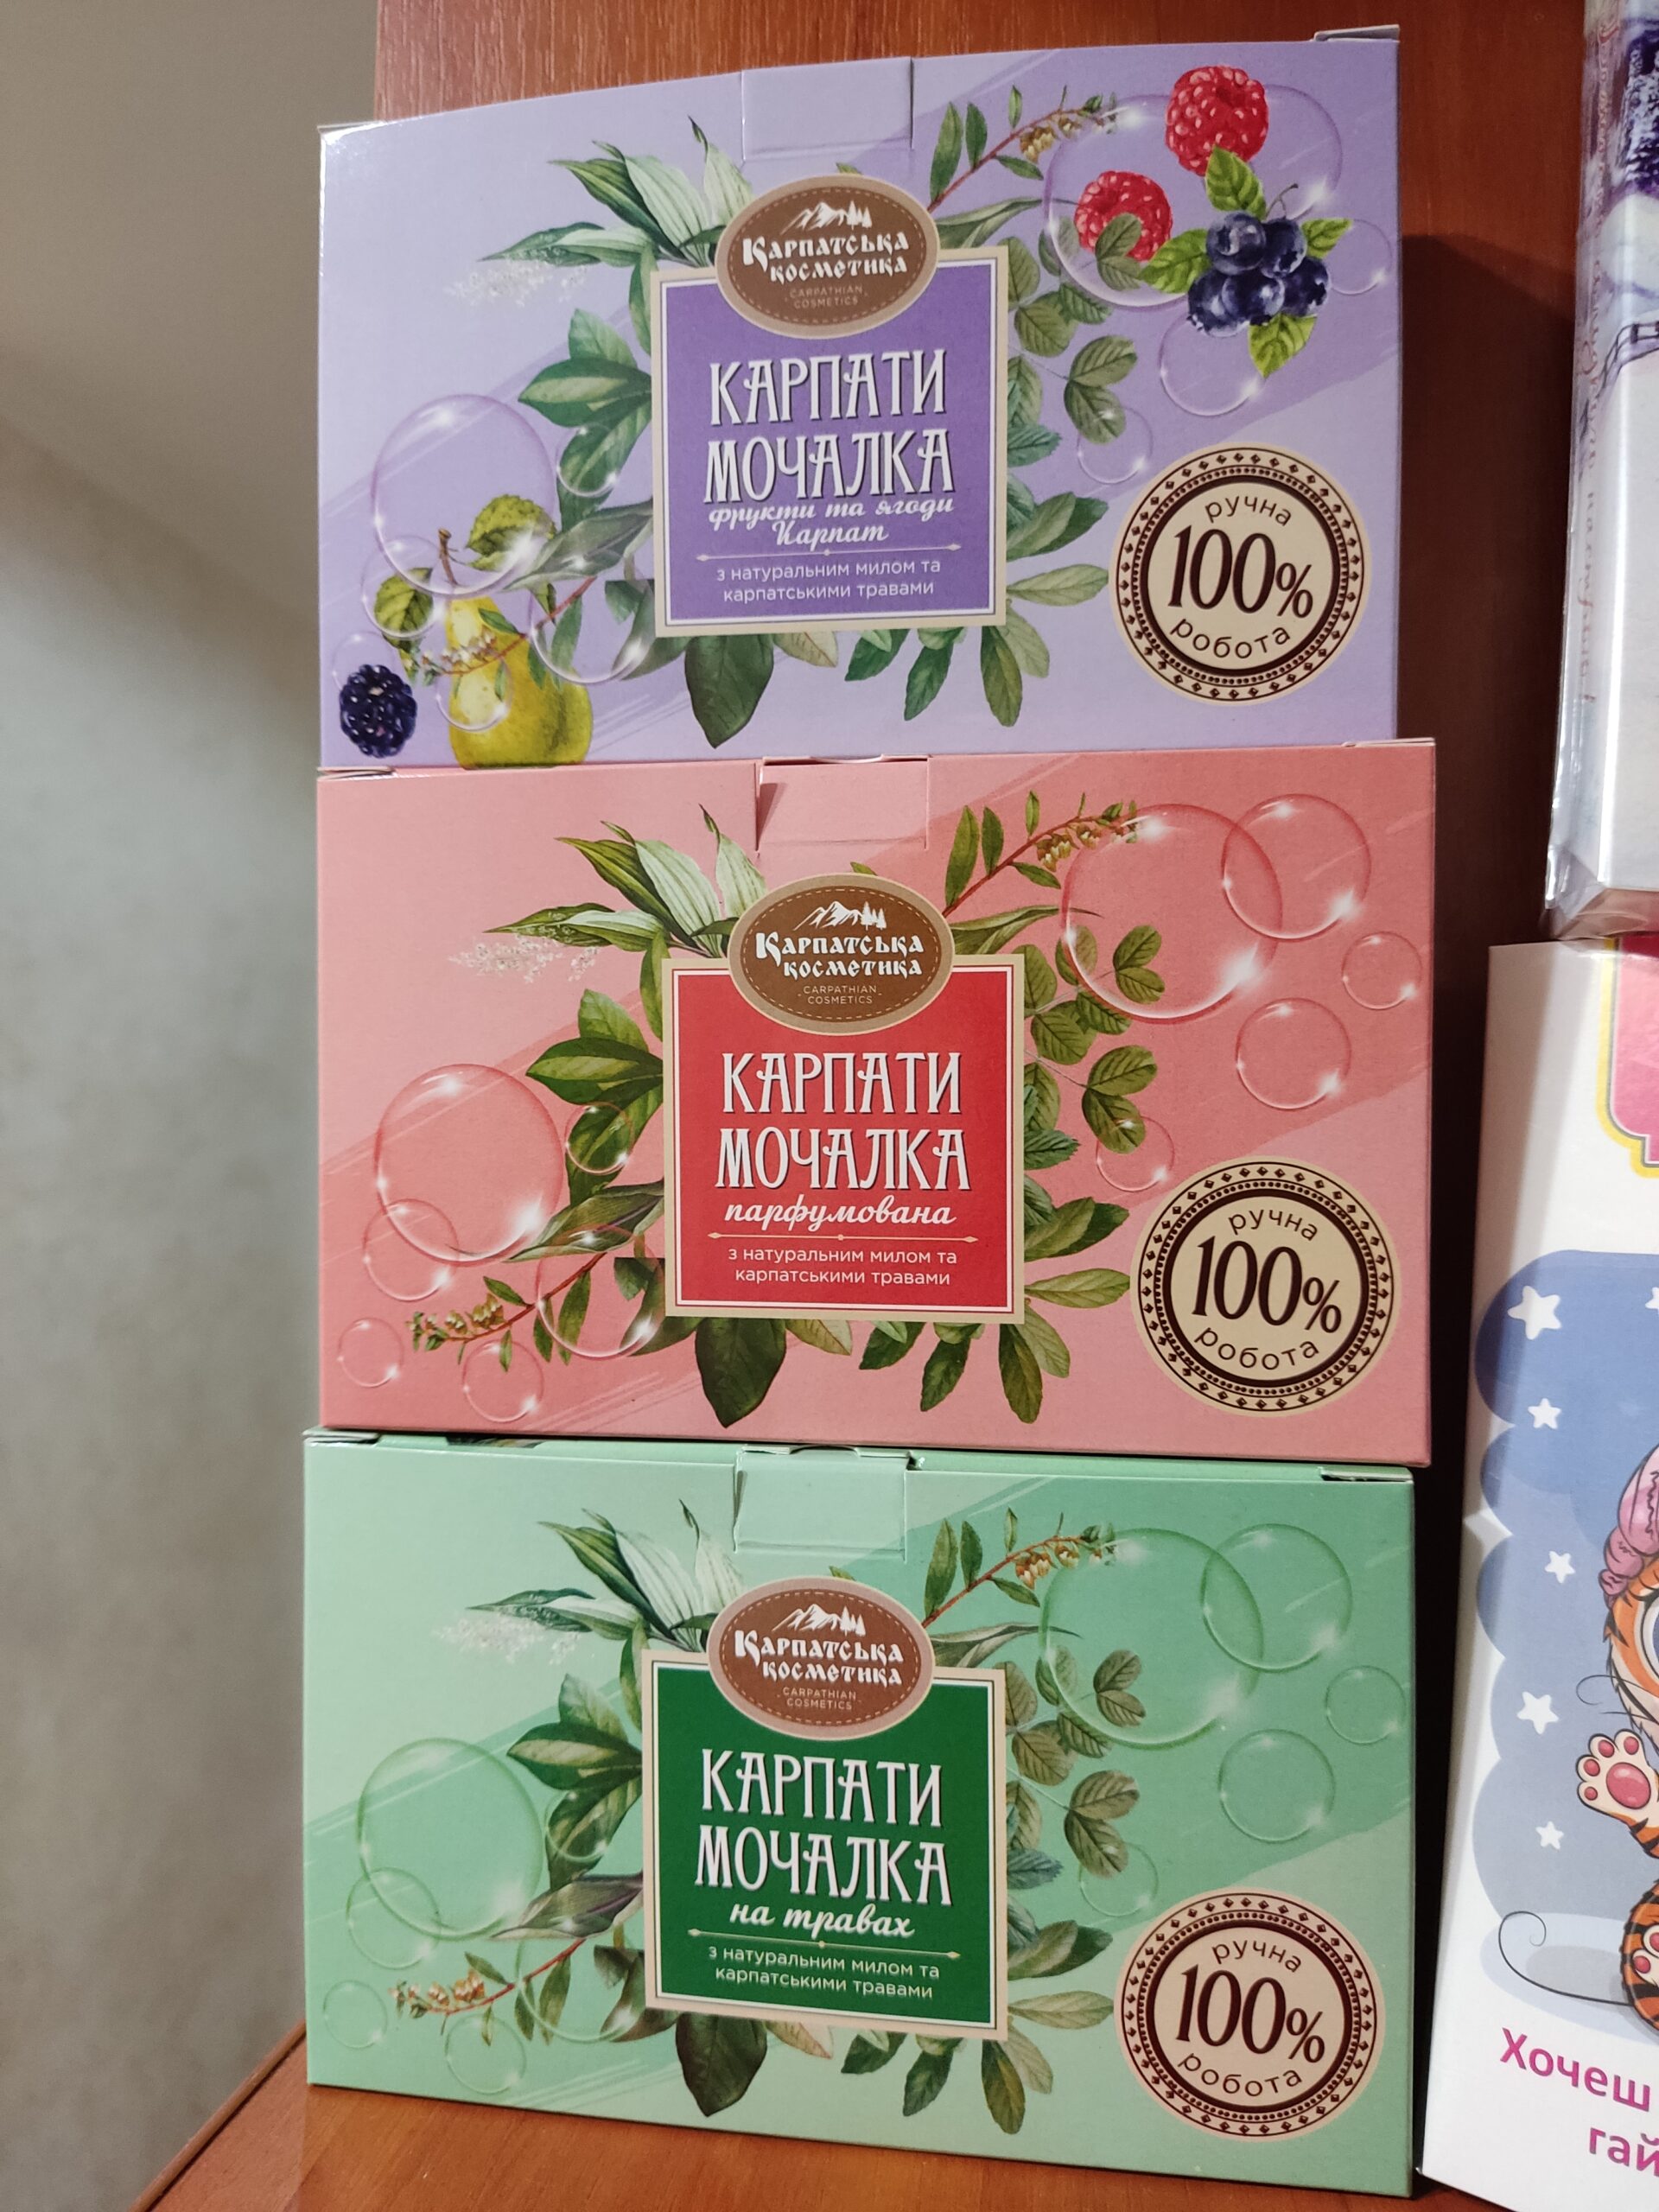 Карпатська
косметика
CARPATHIAN
COSMETICS
КАРПАТИ
МОЧАЛКА
фрукти та ягоди
Карпат
з натуральним милом та
карпатськими травами
ручна
100%
робота
Карпатська
косметика
CARPATHIAN
COSMETICS
КАРПАТИ
МОЧАЛКА
парфумована
з натуральним милом та
карпатськими травами
ручна
100%
робота
Карпатська
косметика
CARPATHIAN
COSMETICS
КАРПАТИ
МОЧАЛКА
на травах
з натуральним милом та
карпатськими травами
ручна
100%
робота
Хочеш
гай